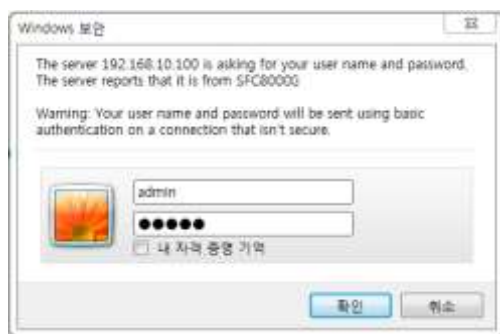 Windows 보안
The server 192.168.10.100 is asking for your user name and password.
The server reports that it is from SFC8000G
Warning: Your user name and password will be sent using basic
authentication on a connection that isn't secure.
admin
●●●●●
내 자격 증명 기억
확인
취소